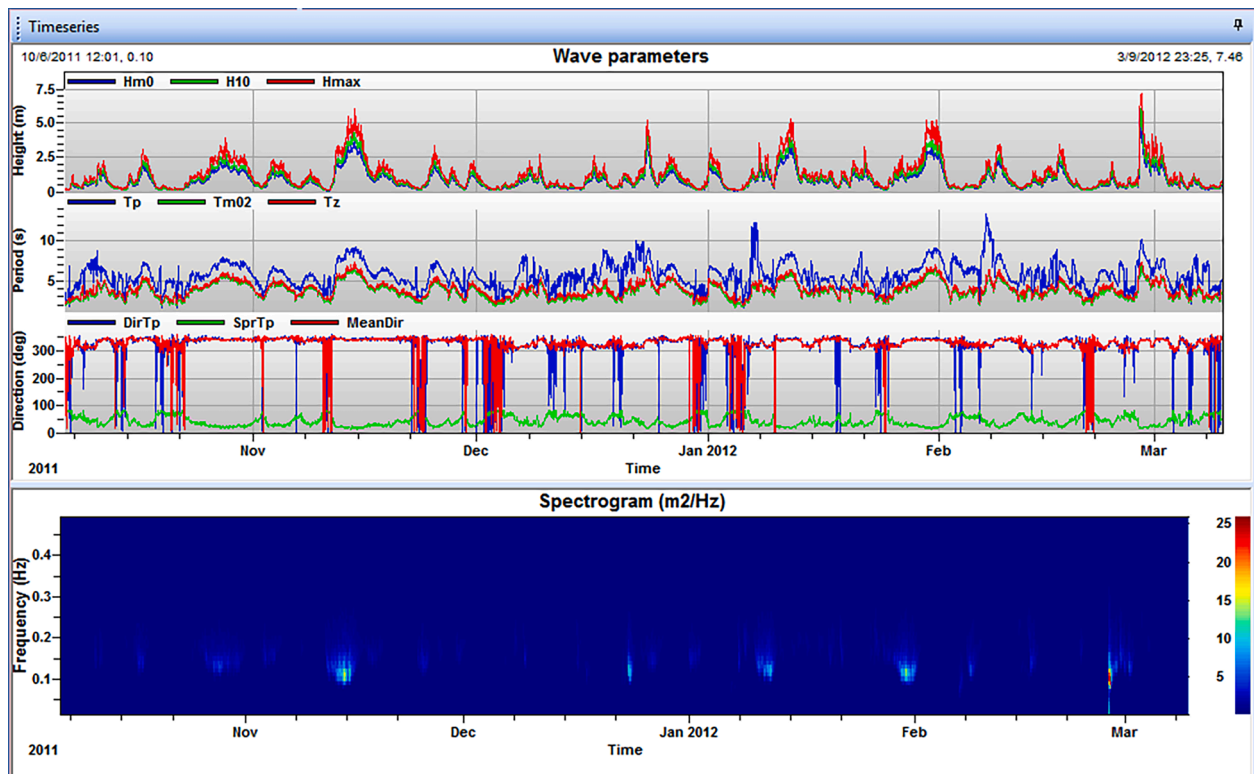 Timeseries
10/6/2011 12:01, 0.10 Wave parameters 3/9/2012 23:25, 7.46
Hm0 H10 Hmax
Height (m)
7.5
5.0
2.5
0
Tp Tm02 Tz
Period (s)
10
5
DirTp SprTp MeanDir
Direction (deg)
300
200
100
0
Nov Dec Jan 2012 Feb Mar
2011 Time
Spectrogram (m2/Hz)
Frequency (Hz)
0.4
0.3
0.2
0.1
25
20
15
10
5
Nov Dec Jan 2012 Feb Mar
2011 Time